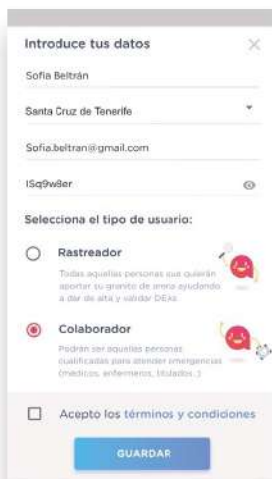 Introduce tus datos
Sofia Beltrán
Santa Cruz de Tenerife
Sofia.beltran@gmail.com
ISq9w8er
Selecciona el tipo de usuario:
Rastreador
Todas aquellas personas que quieran
aportar su granito de arena ayudando
a dar de alta y validar DEAs.
Colaborador
Podrán ser aquellas personas
cualificadas para atender emergencias
(médicos, enfermeros, titulados..)
Acepto los términos y condiciones
GUARDAR